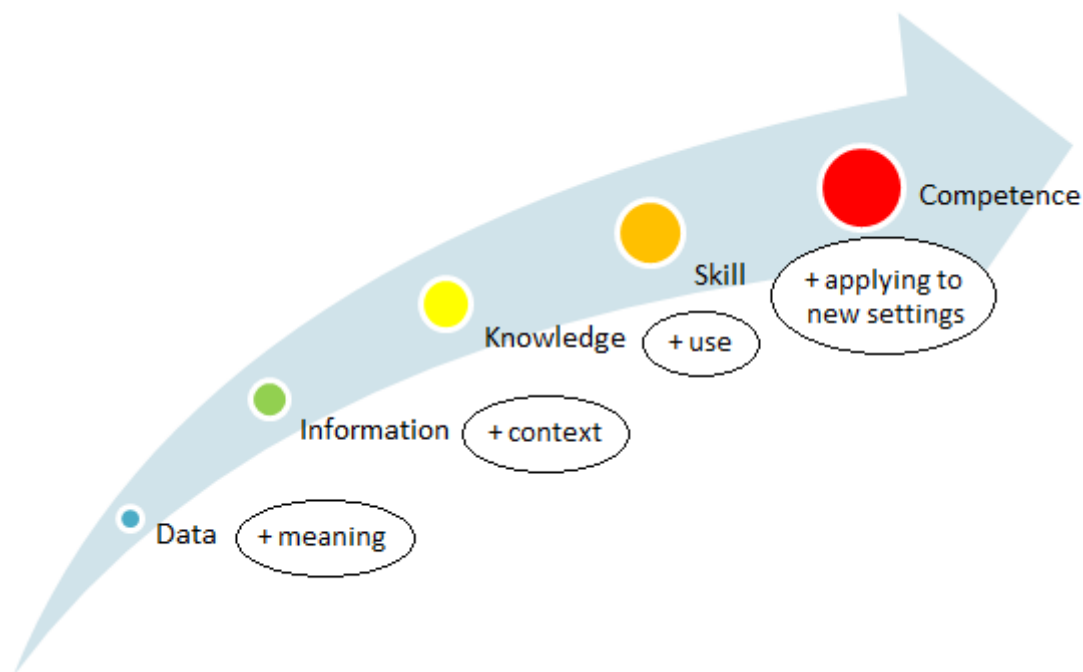 Competence
Skill
+ applying to
new settings
Knowledge
+ use
Information
+ context
Data
+ meaning